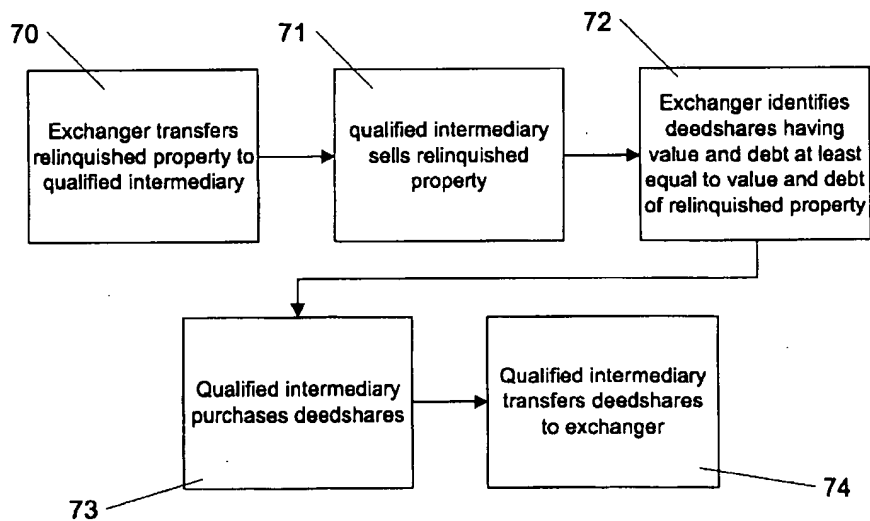 70
Exchanger transfers
relinquished property to
qualified intermediary
71
qualified intermediary
sells relinquished
property
72
Exchanger identifies
deedshares having
value and debt at least
equal to value and debt
of relinquished property
Qualified intermediary
purchases deedshares
73
Qualified intermediary
transfers deedshares
to exchanger
74